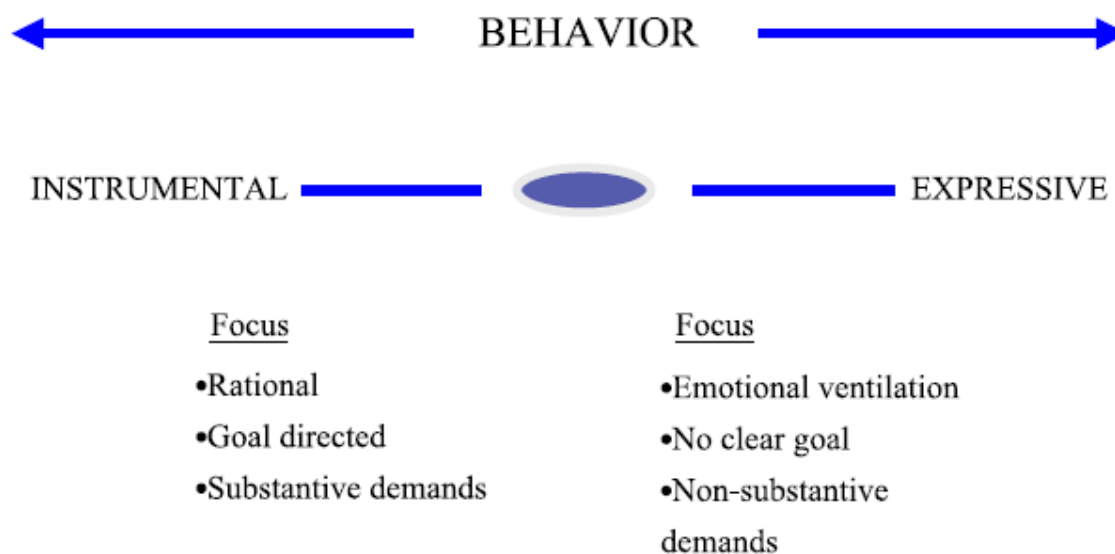 BEHAVIOR
INSTRUMENTAL
EXPRESSIVE
Focus
•Rational
•Goal directed
•Substantive demands
Focus
•Emotional ventilation
•No clear goal
•Non-substantive
demands